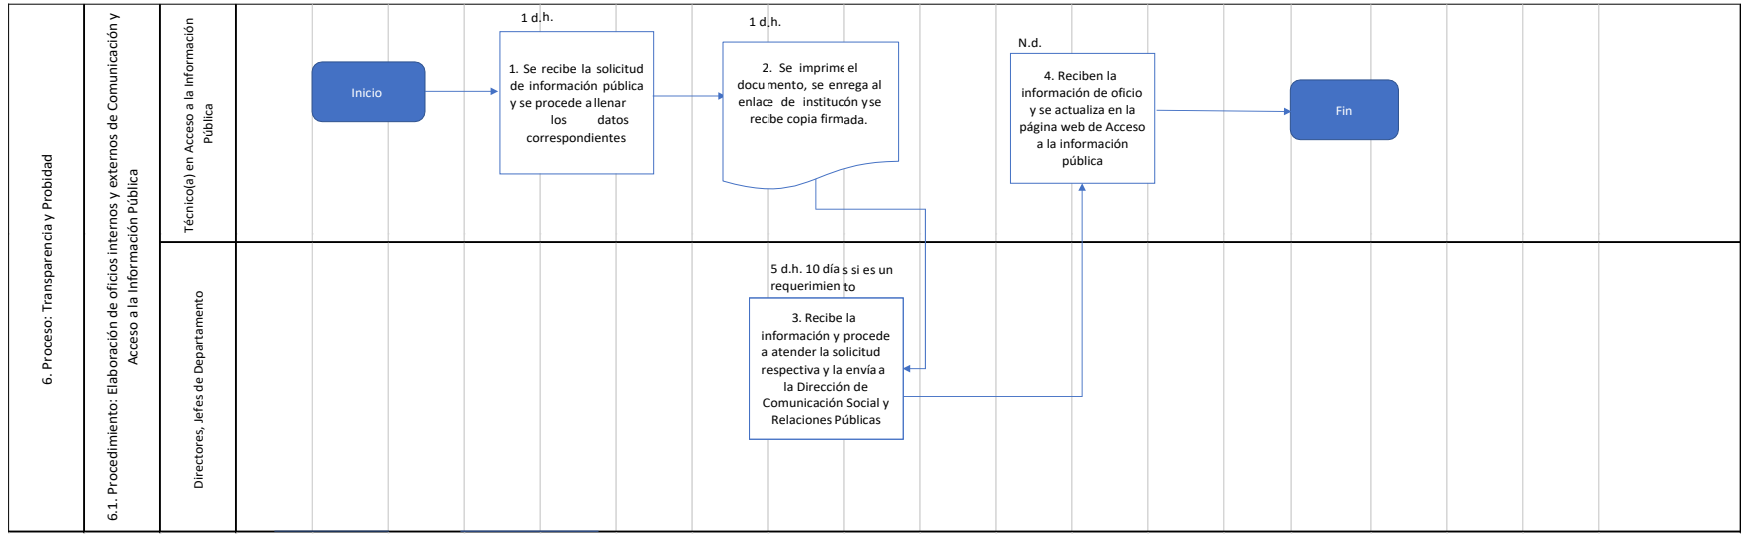 6. Proceso: Transparencia y Probidad
6.1. Procedimiento: Elaboración de oficios internos y externos de Comunicación y
Acceso a la Información Pública
Técnico(a) en Acceso a la Información
Pública
Inicio
1 d.h.
1. Se recibe la solicitud
de información pública
y se procede a llenar
los datos
correspondientes
1 d.h.
2. Se imprime el
documento, se enrega al
enlace de institucón y se
recibe copia firmada.
N.d.
4. Reciben la
información de oficio
y se actualiza en la
página web de Acceso
a la información
pública
Fin
Directores, Jefes de Departamento
5 d.h. 10 días si es un
requerimiento
3. Recibe la
información y procede
a atender la solicitud
respectiva y la envía a
la Dirección de
Comunicación Social y
Relaciones Públicas